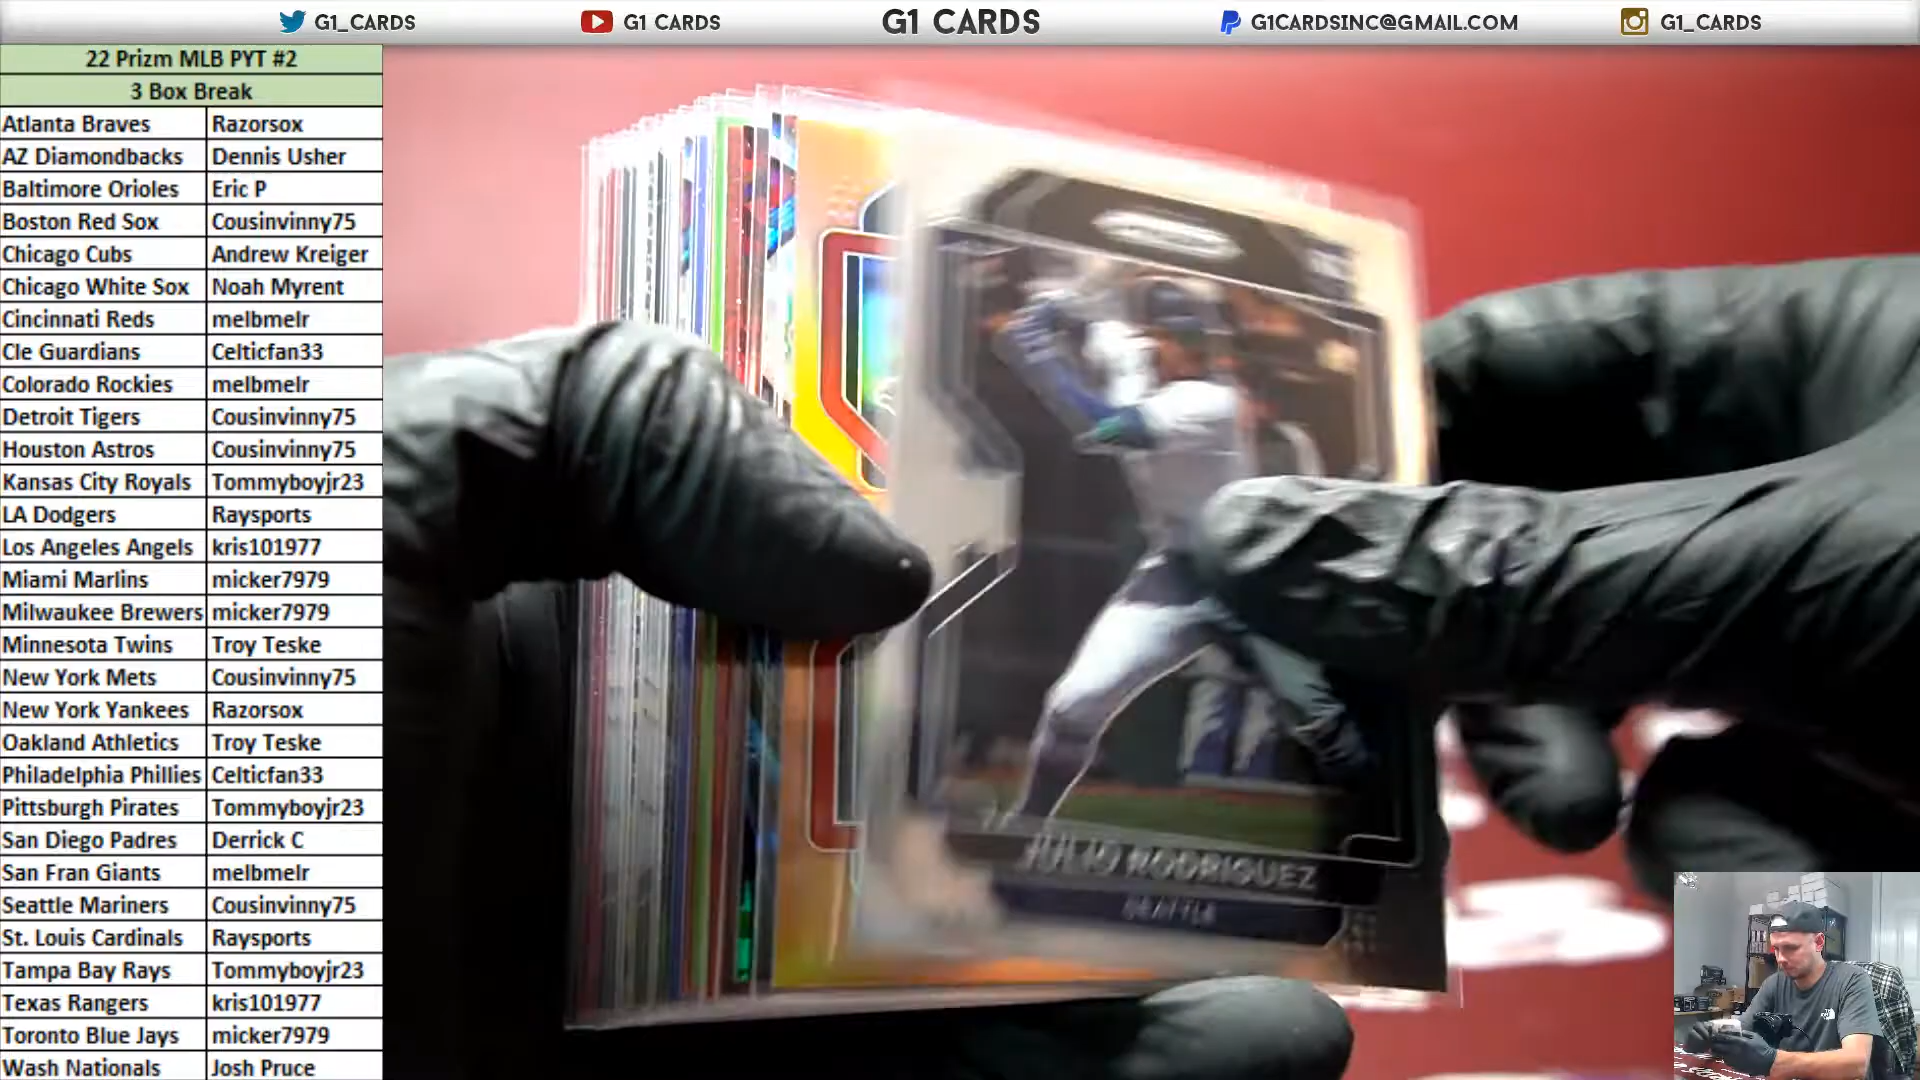 G1_CARDS
G1 CARDS
G1 CARDS
G1CARDSINC@GMAIL.COM
G1_CARDS
22 Prizm MLB PYT #2
3 Box Break
Atlanta Braves Razorsox
AZ Diamondbacks Dennis Usher
Baltimore Orioles Eric P
Boston Red Sox Cousinvinny75
Chicago Cubs Andrew Kreiger
Chicago White Sox Noah Myrent
Cincinnati Reds melbmelr
Cle Guardians Celticfan33
Colorado Rockies melbmelr
Detroit Tigers Cousinvinny75
Houston Astros Cousinvinny75
Kansas City Royals Tommyboyjr23
LA Dodgers Raysports
Los Angeles Angels kris101977
Miami Marlins micker7979
Milwaukee Brewers micker7979
Minnesota Twins Troy Teske
New York Mets Cousinvinny75
New York Yankees Razorsox
Oakland Athletics Troy Teske
Philadelphia Phillies Celticfan33
Pittsburgh Pirates Tommyboyjr23
San Diego Padres Derrick C
San Fran Giants melbmelr
Seattle Mariners Cousinvinny75
St. Louis Cardinals Raysports
Tampa Bay Rays Tommyboyjr23
Texas Rangers kris101977
Toronto Blue Jays micker7979
Wash Nationals Josh Pruce
JULIO RODRIGUEZ
SEATTLE